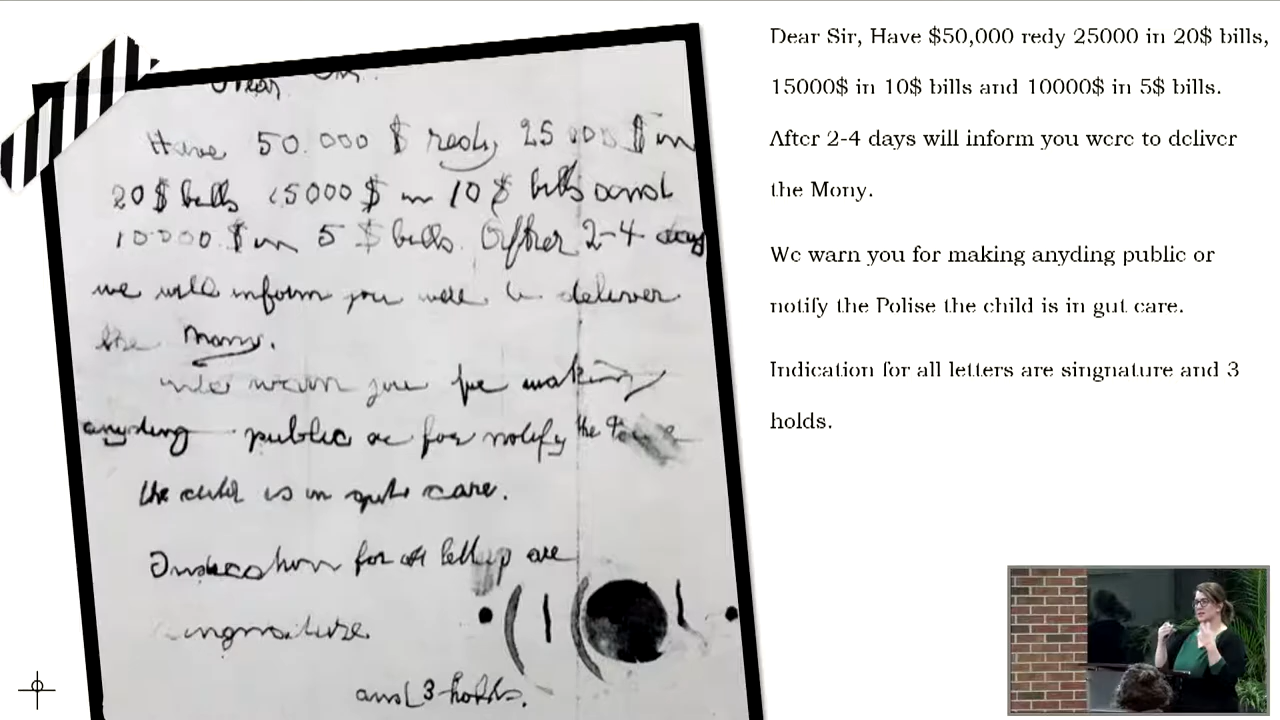 Dear Sir.
Have 50.000 $ redy 25 000 $ in
20 $ bills 15000 $ in 10 $ bills and
10000 $ in 5 $ bills. After 2-4 days
we will inform you were to deliver
the Mony.
We warn you for making
anyding public or for notify the
the child is in gute care.
Indication for all letters are
singnature
and 3 holds.
Dear Sir, Have $50,000 redy 25000 in 20$ bills,
15000$ in 10$ bills and 10000$ in 5$ bills.
After 2-4 days will inform you were to deliver
the Mony.
We warn you for making anyding public or
notify the Polise the child is in gut care.
Indication for all letters are singnature and 3
holds.